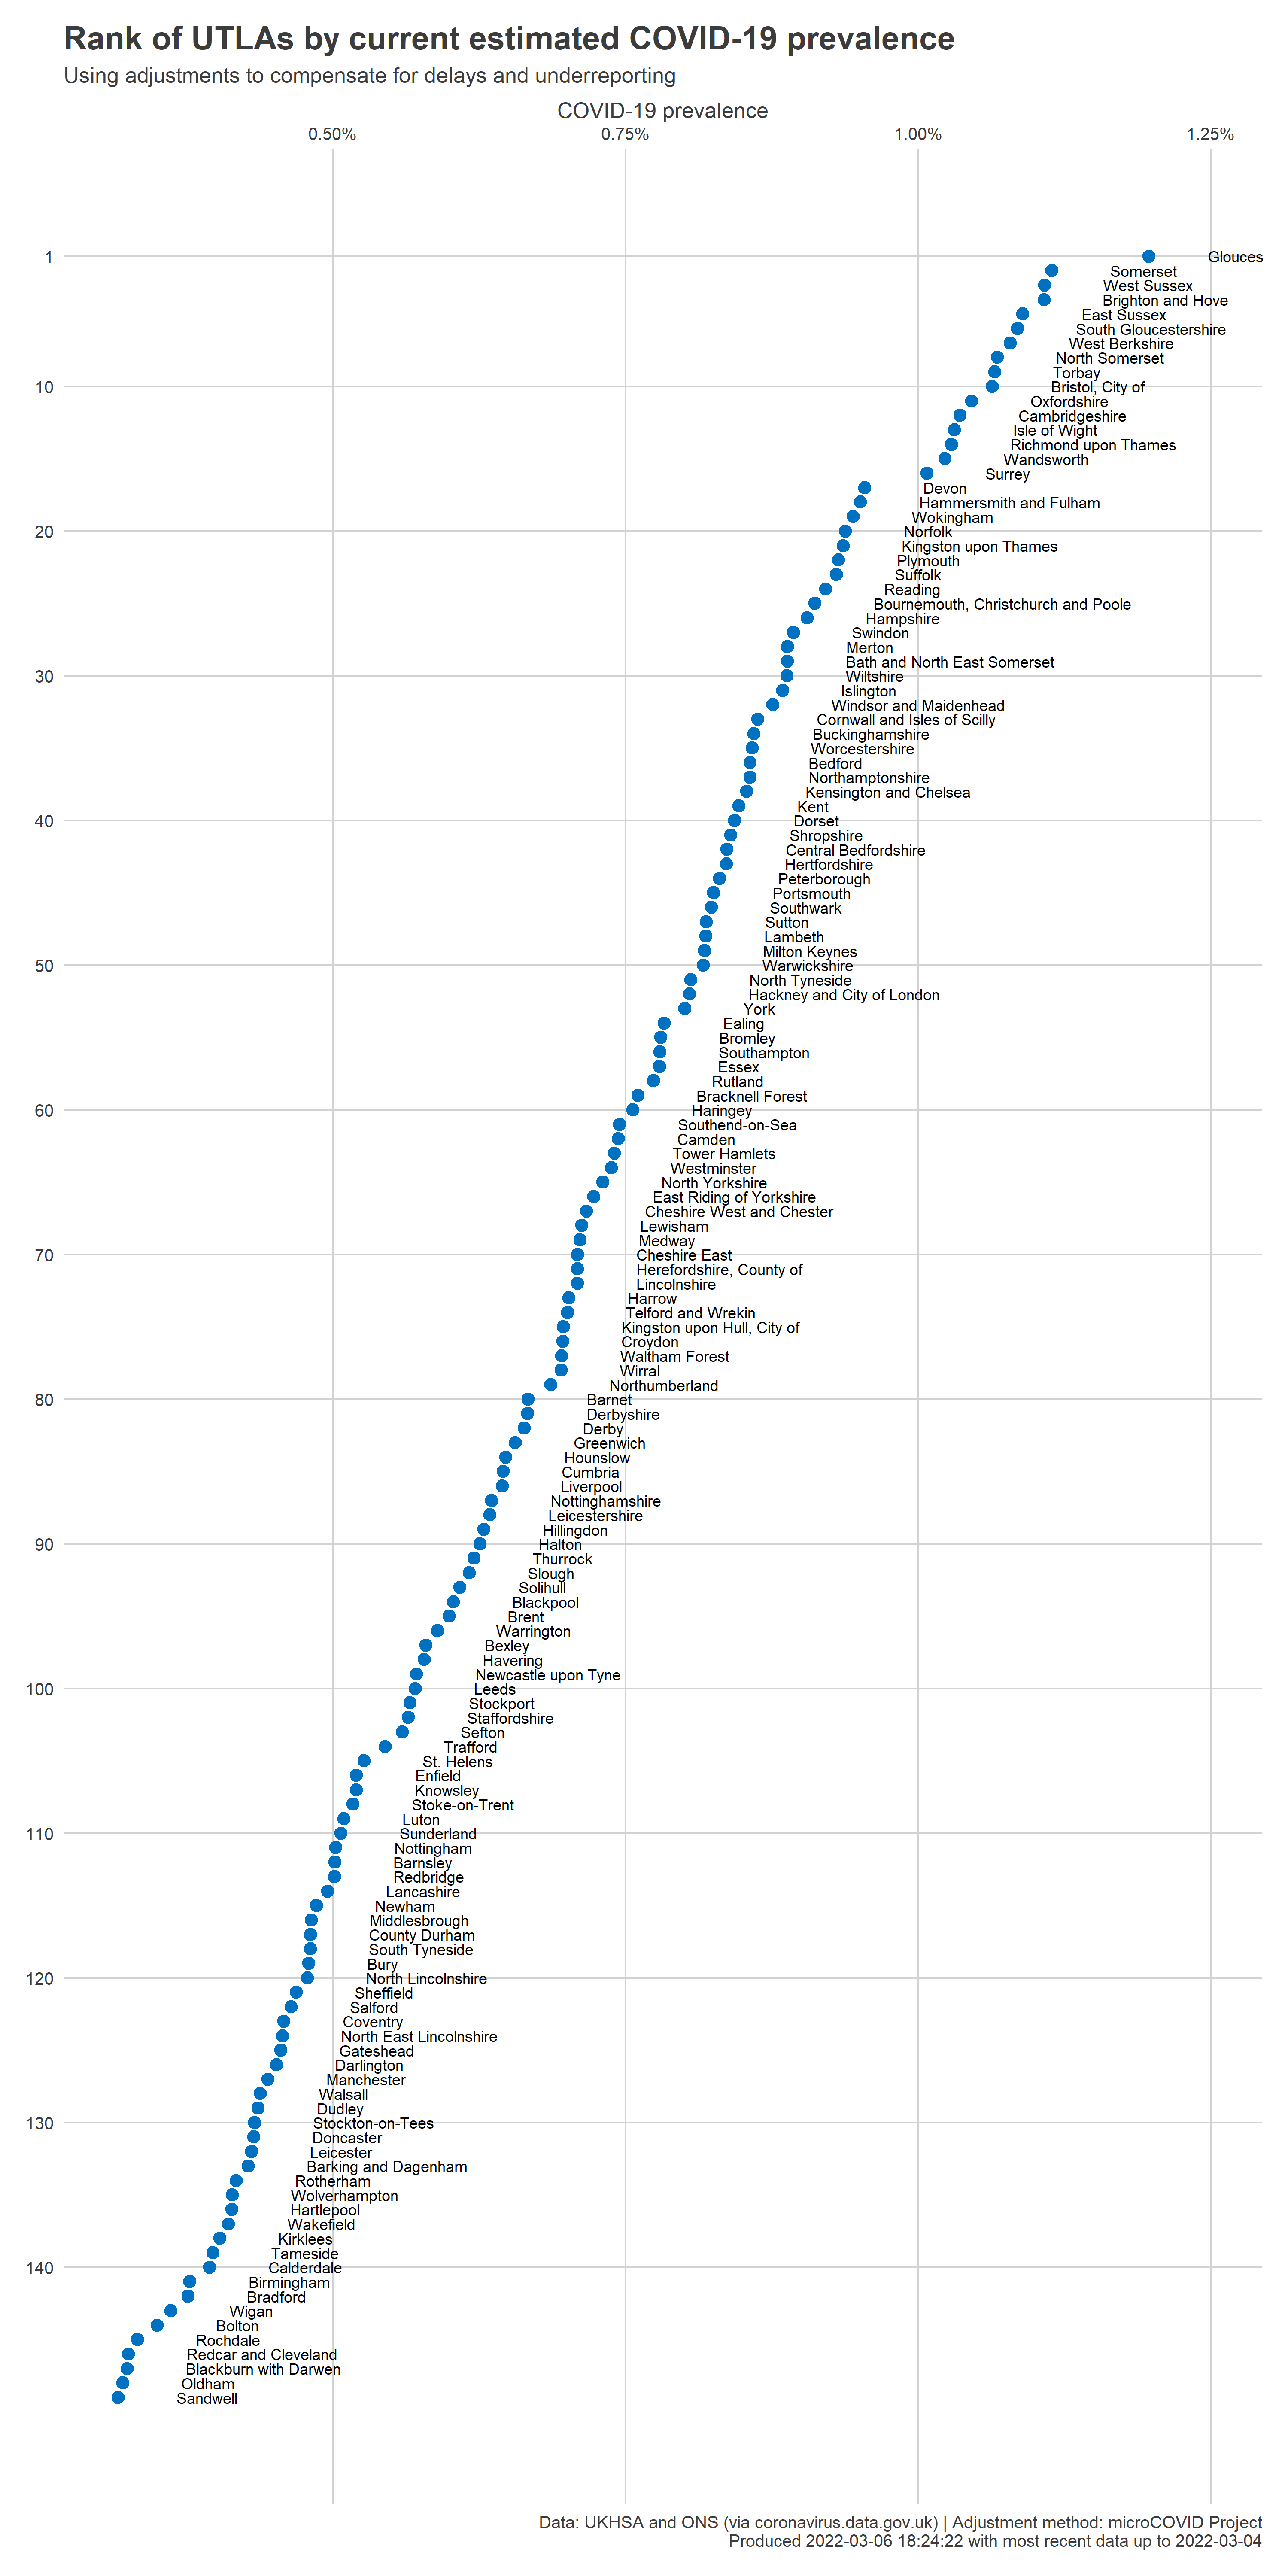 Rank of UTLAs by current estimated COVID-19 prevalence
Using adjustments to compensate for delays and underreporting
COVID-19 prevalence
0.50% 0.75% 1.00% 1.25%
1 Glouces
Somerset
West Sussex
Brighton and Hove
East Sussex
South Gloucestershire
West Berkshire
North Somerset
Torbay
10 Bristol, City of
Oxfordshire
Cambridgeshire
Isle of Wight
Richmond upon Thames
Wandsworth
Surrey
Devon
Hammersmith and Fulham
Wokingham
20 Norfolk
Kingston upon Thames
Plymouth
Suffolk
Reading
Bournemouth, Christchurch and Poole
Hampshire
Swindon
Merton
Bath and North East Somerset
30 Wiltshire
Islington
Windsor and Maidenhead
Cornwall and Isles of Scilly
Buckinghamshire
Worcestershire
Bedford
Northamptonshire
Kensington and Chelsea
Kent
40 Dorset
Shropshire
Central Bedfordshire
Hertfordshire
Peterborough
Portsmouth
Southwark
Sutton
Lambeth
Milton Keynes
50 Warwickshire
North Tyneside
Hackney and City of London
York
Ealing
Bromley
Southampton
Essex
Rutland
Bracknell Forest
60 Haringey
Southend-on-Sea
Camden
Tower Hamlets
Westminster
North Yorkshire
East Riding of Yorkshire
Cheshire West and Chester
Lewisham
Medway
70 Cheshire East
Herefordshire, County of
Lincolnshire
Harrow
Telford and Wrekin
Kingston upon Hull, City of
Croydon
Waltham Forest
Wirral
Northumberland
80 Barnet
Derbyshire
Derby
Greenwich
Hounslow
Cumbria
Liverpool
Nottinghamshire
Leicestershire
Hillingdon
90 Halton
Thurrock
Slough
Solihull
Blackpool
Brent
Warrington
Bexley
Havering
Newcastle upon Tyne
100 Leeds
Stockport
Staffordshire
Sefton
Trafford
St. Helens
Enfield
Knowsley
Stoke-on-Trent
Luton
110 Sunderland
Nottingham
Barnsley
Redbridge
Lancashire
Newham
Middlesbrough
County Durham
South Tyneside
Bury
120 North Lincolnshire
Sheffield
Salford
Coventry
North East Lincolnshire
Gateshead
Darlington
Manchester
Walsall
Dudley
130 Stockton-on-Tees
Doncaster
Leicester
Barking and Dagenham
Rotherham
Wolverhampton
Hartlepool
Wakefield
Kirklees
Tameside
140 Calderdale
Birmingham
Bradford
Wigan
Bolton
Rochdale
Redcar and Cleveland
Blackburn with Darwen
Oldham
Sandwell
Data: UKHSA and ONS (via coronavirus.data.gov.uk) | Adjustment method: microCOVID Project
Produced 2022-03-06 18:24:22 with most recent data up to 2022-03-04